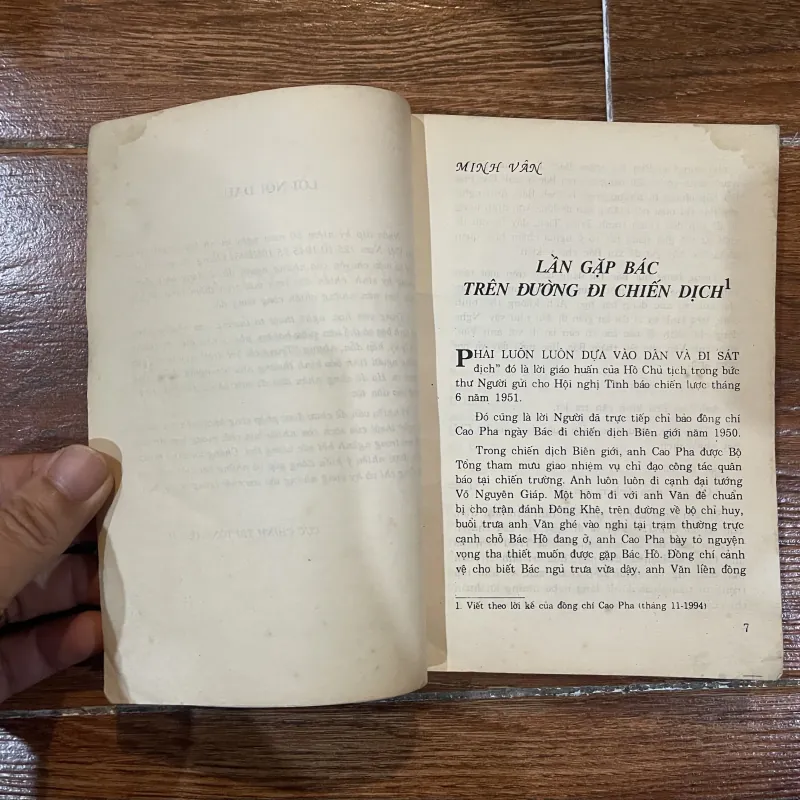 MINH VÂN
LẦN GẶP BÁC
TRÊN ĐƯỜNG ĐI CHIẾN DỊCH¹
PHẢI LUÔN LUÔN DỰA VÀO DÂN VÀ ĐI SÁT
địch" đó là lời giáo huấn của Hồ Chủ tịch trong bức
thư Người gửi cho Hội nghị Tình báo chiến lược tháng
6 năm 1951.
Đó cũng là lời Người đã trực tiếp chỉ bảo đồng chí
Cao Pha ngày Bác đi chiến dịch Biên giới năm 1950.
Trong chiến dịch Biên giới, anh Cao Pha được Bộ
Tổng tham mưu giao nhiệm vụ chỉ đạo công tác quân
báo tại chiến trường. Anh luôn luôn đi cạnh đại tướng
Võ Nguyên Giáp. Một hôm đi với anh Văn để chuẩn
bị cho trận đánh Đông Khê, trên đường về bộ chỉ huy,
buổi trưa anh Văn ghé vào nghỉ tại trạm thường trực
cạnh chỗ Bác Hồ đang ở, anh Cao Pha bày tỏ nguyện
vọng tha thiết muốn được gặp Bác Hồ. Đồng chí cảnh
vệ cho biết Bác ngủ trưa vừa dậy, anh Văn liền đồng
1. Viết theo lời kể của đồng chí Cao Pha (tháng 11-1994)
7